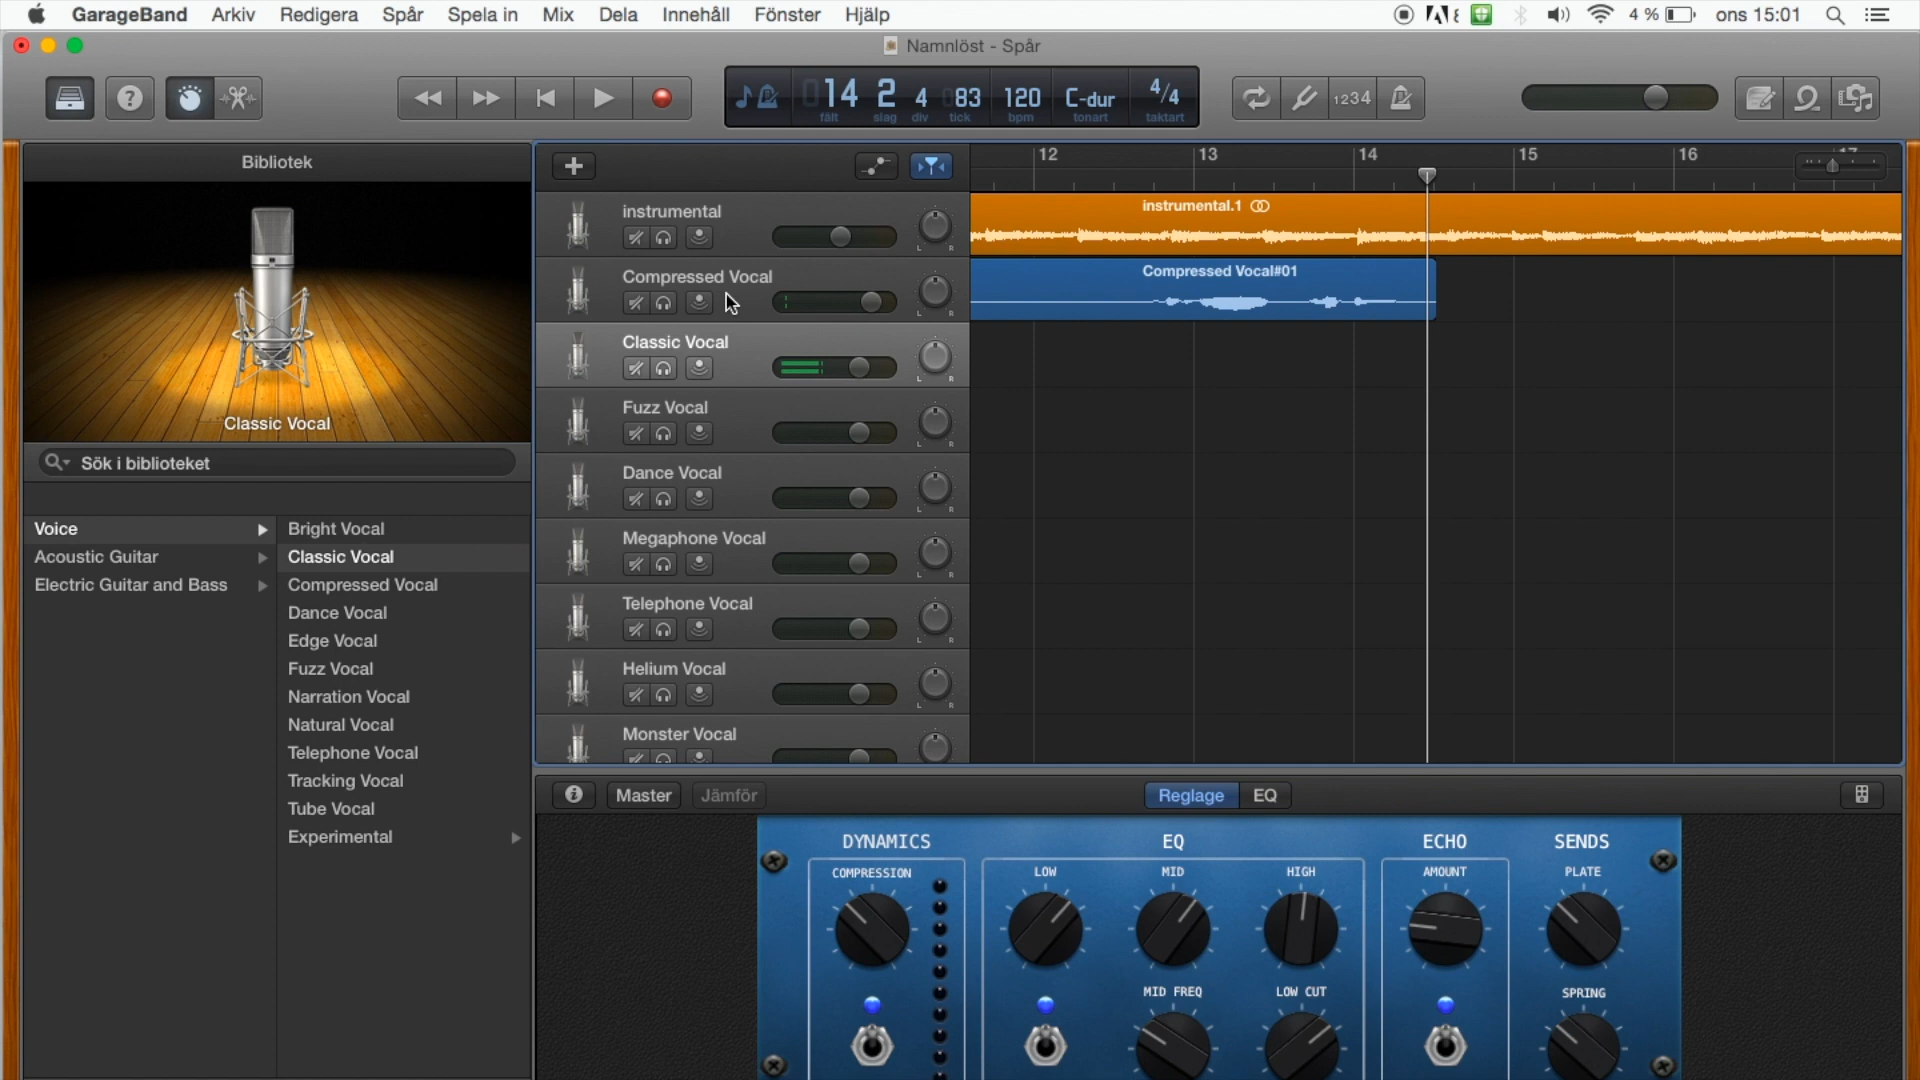 GarageBand Arkiv Redigera Spår Spela in Mix Dela Innehåll Fönster Hjälp
4 % ons 15:01
Namnlöst - Spår
14 2 4 83 120 C-dur 4/4
fält slag div tick bpm tonart taktart
1234
Bibliotek
Classic Vocal
Sök i biblioteket
Voice
Acoustic Guitar
Electric Guitar and Bass
Bright Vocal
Classic Vocal
Compressed Vocal
Dance Vocal
Edge Vocal
Fuzz Vocal
Narration Vocal
Natural Vocal
Telephone Vocal
Tracking Vocal
Tube Vocal
Experimental
12 13 14 15 16 17
instrumental
L R
instrumental.1
Compressed Vocal
L R
Compressed Vocal#01
Classic Vocal
L R
Fuzz Vocal
L R
Dance Vocal
L R
Megaphone Vocal
L R
Telephone Vocal
L R
Helium Vocal
L R
Monster Vocal
Master Jämför Reglage EQ
DYNAMICS EQ ECHO SENDS
COMPRESSION LOW MID HIGH AMOUNT PLATE
MID FREQ LOW CUT SPRING